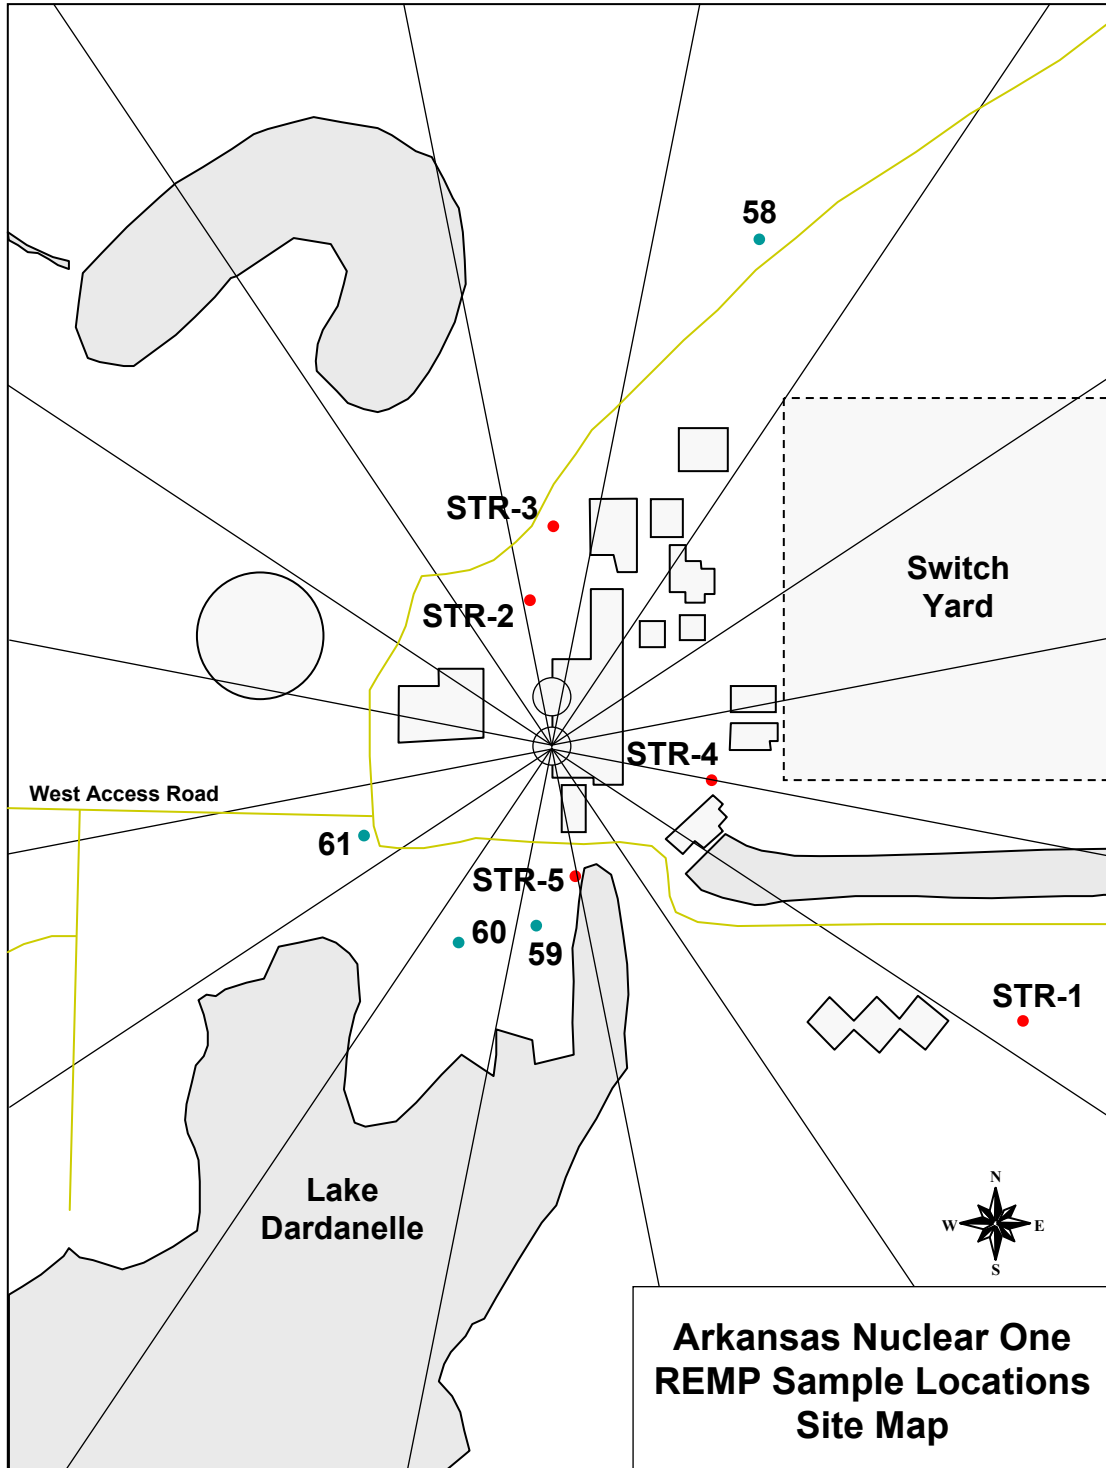 58
STR-3
Switch
Yard
STR-2
STR-4
West Access Road
61
STR-5
60
59
STR-1
N
W
E
S
Lake
Dardanelle
Arkansas Nuclear One
REMP Sample Locations
Site Map